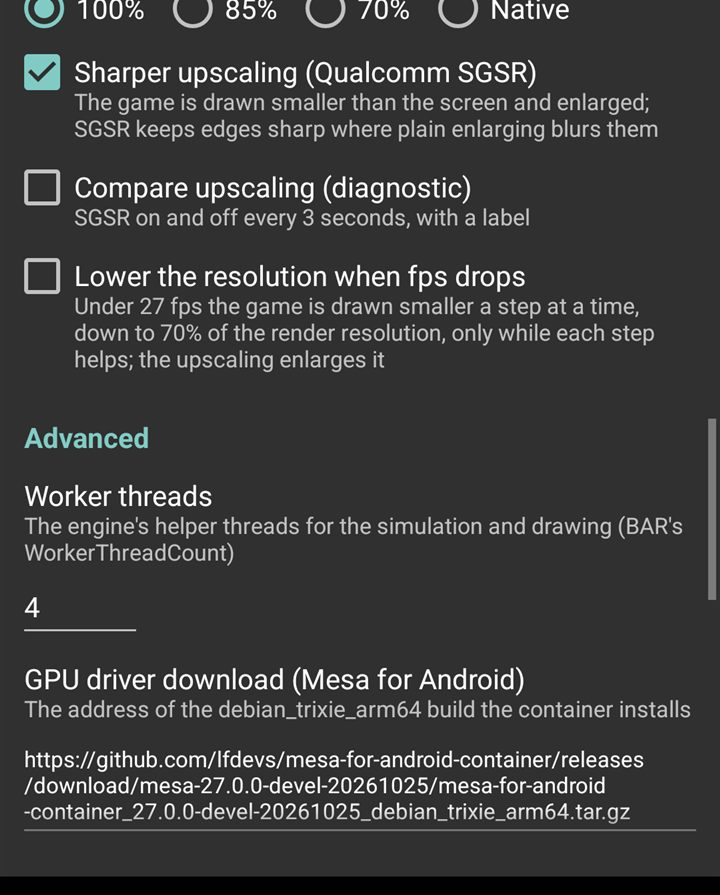 100% 85% 70% Native
Sharper upscaling (Qualcomm SGSR)
The game is drawn smaller than the screen and enlarged;
SGSR keeps edges sharp where plain enlarging blurs them
Compare upscaling (diagnostic)
SGSR on and off every 3 seconds, with a label
Lower the resolution when fps drops
Under 27 fps the game is drawn smaller a step at a time,
down to 70% of the render resolution, only while each step
helps; the upscaling enlarges it
Advanced
Worker threads
The engine's helper threads for the simulation and drawing (BAR's
WorkerThreadCount)
4
GPU driver download (Mesa for Android)
The address of the debian_trixie_arm64 build the container installs
https://github.com/lfdevs/mesa-for-android-container/releases
/download/mesa-27.0.0-devel-20261025/mesa-for-android
-container_27.0.0-devel-20261025_debian_trixie_arm64.tar.gz